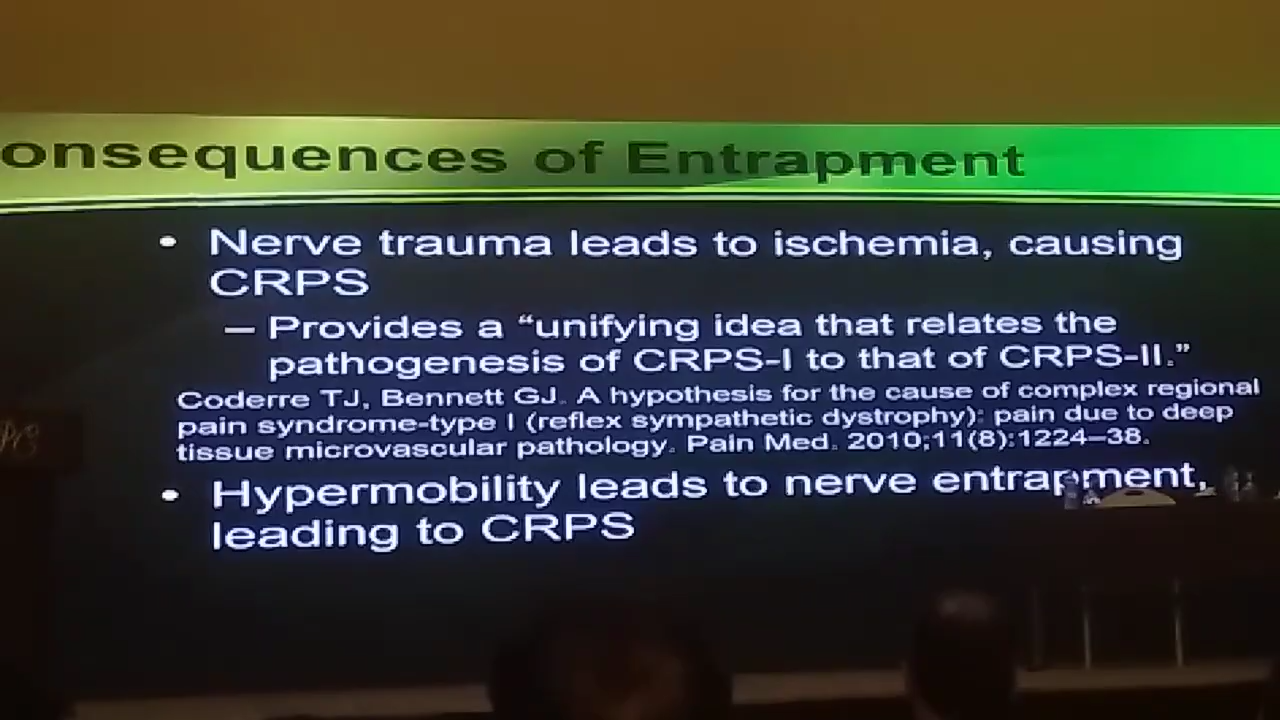 onsequences of Entrapment
• Nerve trauma leads to ischemia, causing
CRPS
– Provides a “unifying idea that relates the
pathogenesis of CRPS-I to that of CRPS-II.”
Coderre TJ, Bennett GJ. A hypothesis for the cause of complex regional
pain syndrome-type I (reflex sympathetic dystrophy): pain due to deep
tissue microvascular pathology. Pain Med. 2010;11(8):1224–38.
• Hypermobility leads to nerve entrapment,
leading to CRPS